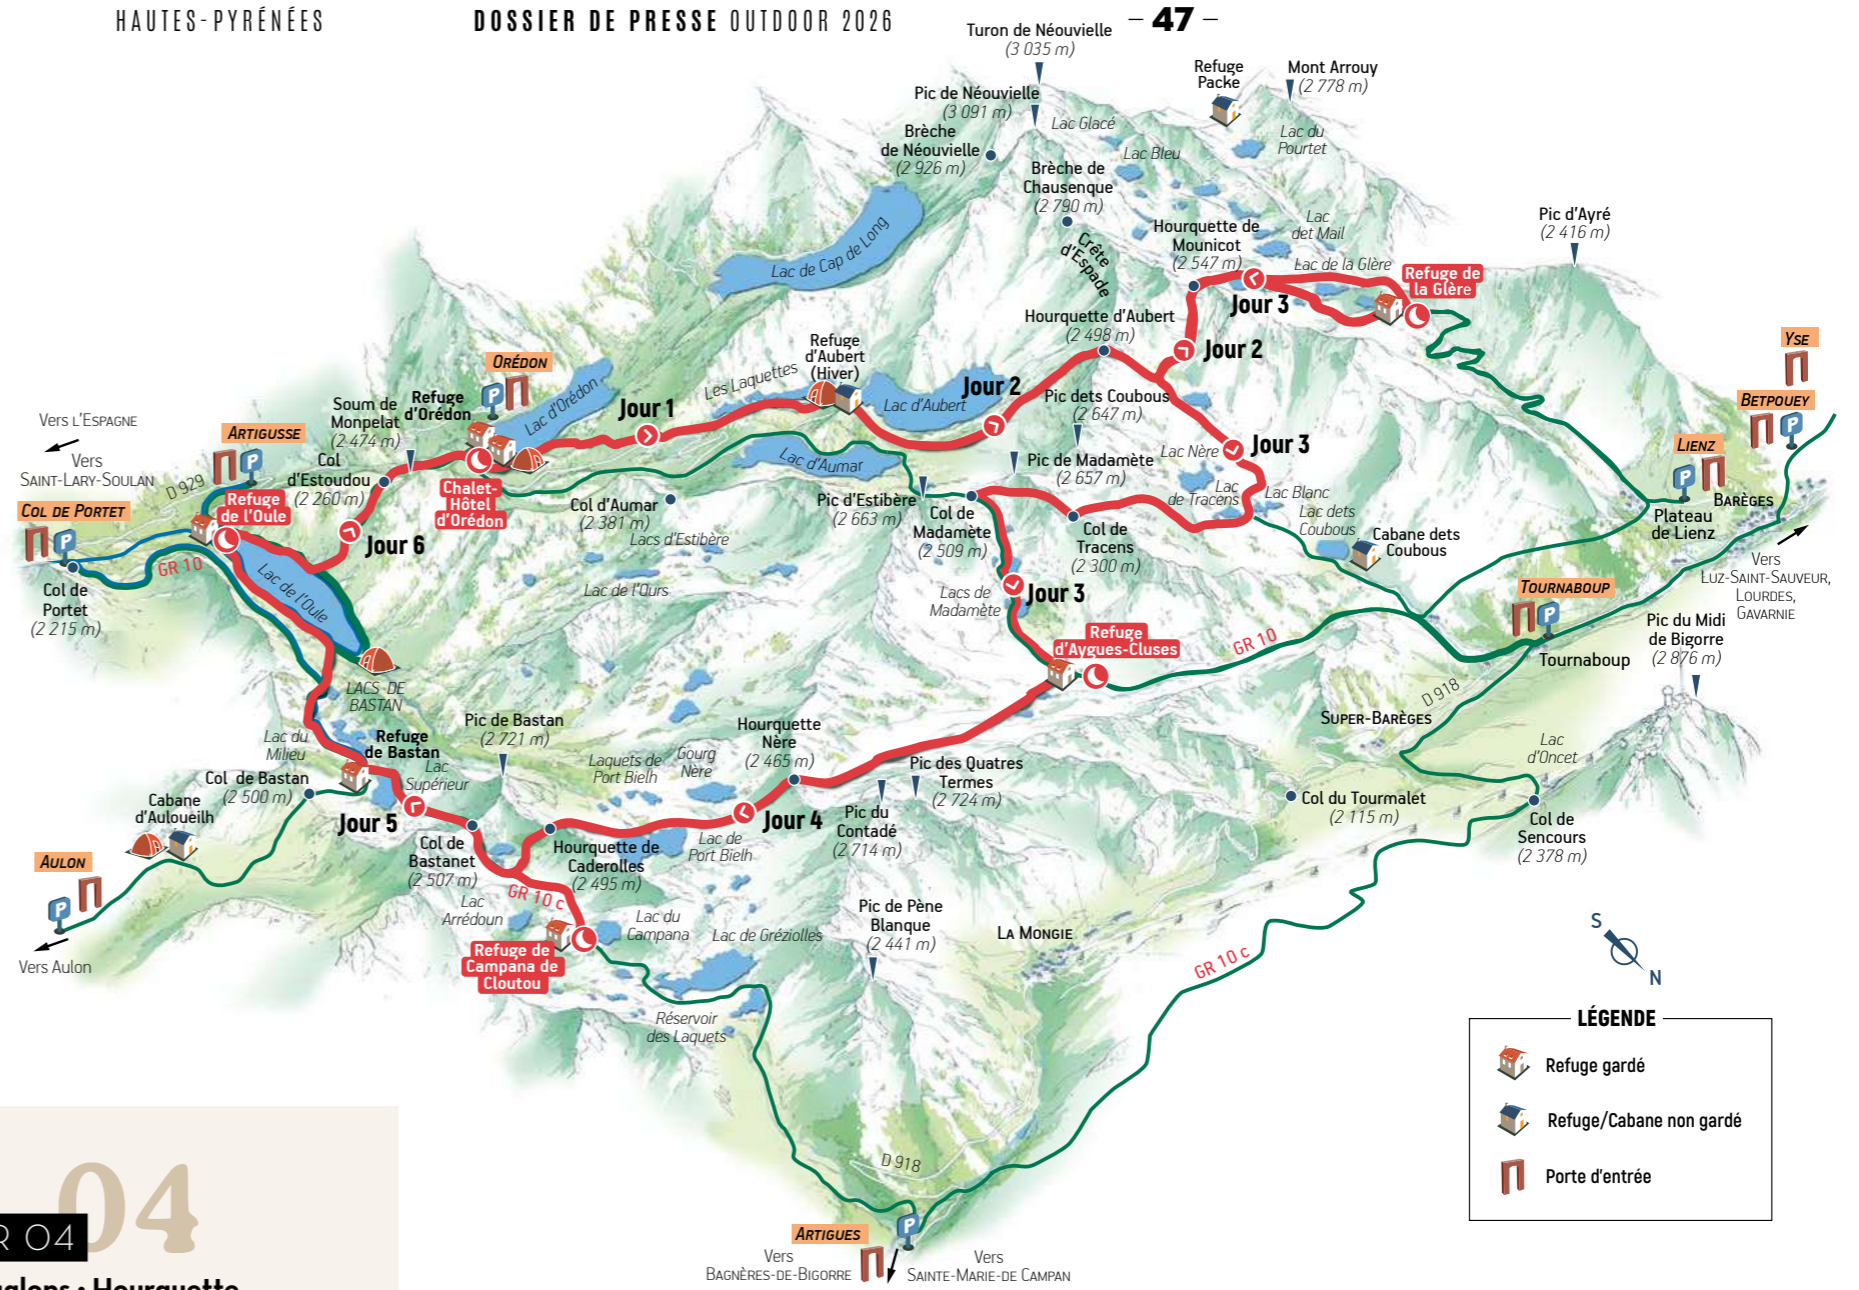 HAUTES-PYRÉNÉES
DOSSIER DE PRESSE OUTDOOR 2026
– 47 –
Turon de Néouvielle
(3 035 m)
Pic de Néouvielle
(3 091 m)
Brèche
de Néouvielle
(2 926 m)
Lac Glacé
Lac Bleu
Refuge
Packe
Mont Arrouy
(2 778 m)
Lac du
Pourtet
Brèche de
Chausenque
(2 790 m)
Crête
d'Espade
Hourquette de
Mounicot
(2 547 m)
Lac
det Mail
Lac de la Glère
Refuge de
la Glère
Pic d'Ayré
(2 416 m)
Jour 3
Jour 2
Lac de Cap de Long
Hourquette d'Aubert
(2 498 m)
Refuge
d'Aubert
(Hiver)
Les Laquettes
Lac d'Aubert
Jour 2
Pic dets Coubous
(2 647 m)
YSE
BETPOUEY
LIENZ
BARÈGES
Plateau
de Lienz
ORÉDON
Refuge
d'Orédon
Lac d'Orédon
Jour 1
Soum de
Monpelat
(2 474 m)
Vers L'ESPAGNE
Vers
SAINT-LARY-SOULAN
ARTIGUSSE
D 929
Col
d'Estoudou
(2 260 m)
Refuge
de l'Oule
Chalet-
Hôtel
d'Orédon
COL DE PORTET
Jour 6
GR 10
Col de
Portet
(2 215 m)
Lac de l'Oule
Lac d'Aumar
Col d'Aumar
(2 381 m)
Lacs d'Estibère
Lac de l'Ours
Pic d'Estibère
(2 663 m)
Pic de Madamète
(2 657 m)
Col de
Madamète
(2 509 m)
Lac Nère
Jour 3
Lac
de Tracens
Lac Blanc
Lac dets
Coubous
Cabane dets
Coubous
Col de
Tracens
(2 300 m)
Lacs de
Madamète
Jour 3
Refuge
d'Aygues-Cluses
GR 10
TOURNABOUP
Tournaboup
Vers
LUZ-SAINT-SAUVEUR,
LOURDES,
GAVARNIE
Pic du Midi
de Bigorre
(2 876 m)
D 918
SUPER-BARÈGES
Lac
d'Oncet
Col du Tourmalet
(2 115 m)
Col de
Sencours
(2 378 m)
LACS DE
BASTAN
Lac du
Milieu
Refuge
de Bastan
Lac
Supérieur
Col de Bastan
(2 500 m)
Cabane
d'Auloueilh
Jour 5
AULON
Vers Aulon
Pic de Bastan
(2 721 m)
Laquets de
Port Bielh
Gourg
Nère
Hourquette
Nère
(2 465 m)
Pic des Quatres
Termes
(2 724 m)
Pic du
Contadé
(2 714 m)
Jour 4
Lac de
Port Bielh
Col de
Bastanet
(2 507 m)
Hourquette de
Caderolles
(2 495 m)
GR 10 c
Lac
Arrédoun
Lac du
Campana
Lac de Gréziolles
Refuge de
Campana de
Cloutou
Pic de Pène
Blanque
(2 441 m)
LA MONGIE
Réservoir
des Laquets
GR 10 c
D 918
ARTIGUES
Vers
BAGNÈRES-DE-BIGORRE
Vers
SAINTE-MARIE-DE CAMPAN
S
N
LÉGENDE
Refuge gardé
Refuge/Cabane non gardé
Porte d'entrée
04
R 04